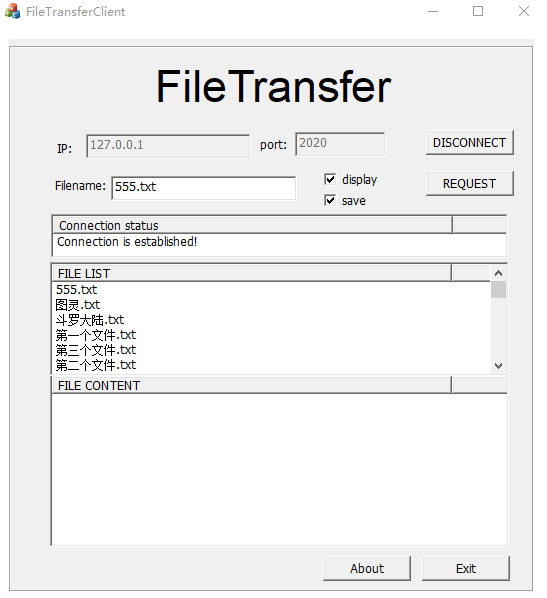 FileTransferClient
FileTransfer
IP: 127.0.0.1 port: 2020 DISCONNECT
Filename: 555.txt display REQUEST
save
Connection status
Connection is established!
FILE LIST
555.txt
图灵.txt
斗罗大陆.txt
第一个文件.txt
第三个文件.txt
第二个文件.txt
FILE CONTENT
About Exit